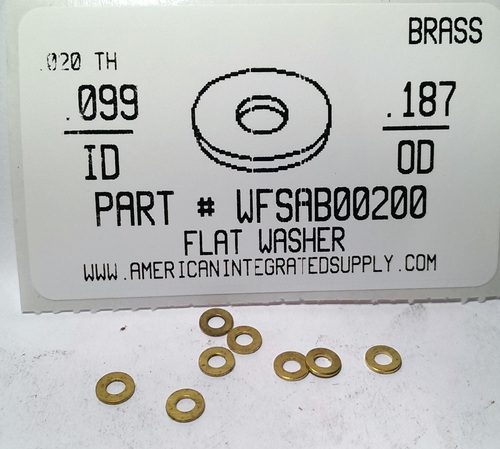 BRASS
.020 TH
.099 .187
ID OD
PART # WFSAB00200
FLAT WASHER
WWW.AMERICANINTEGRATEDSUPPLY.COM